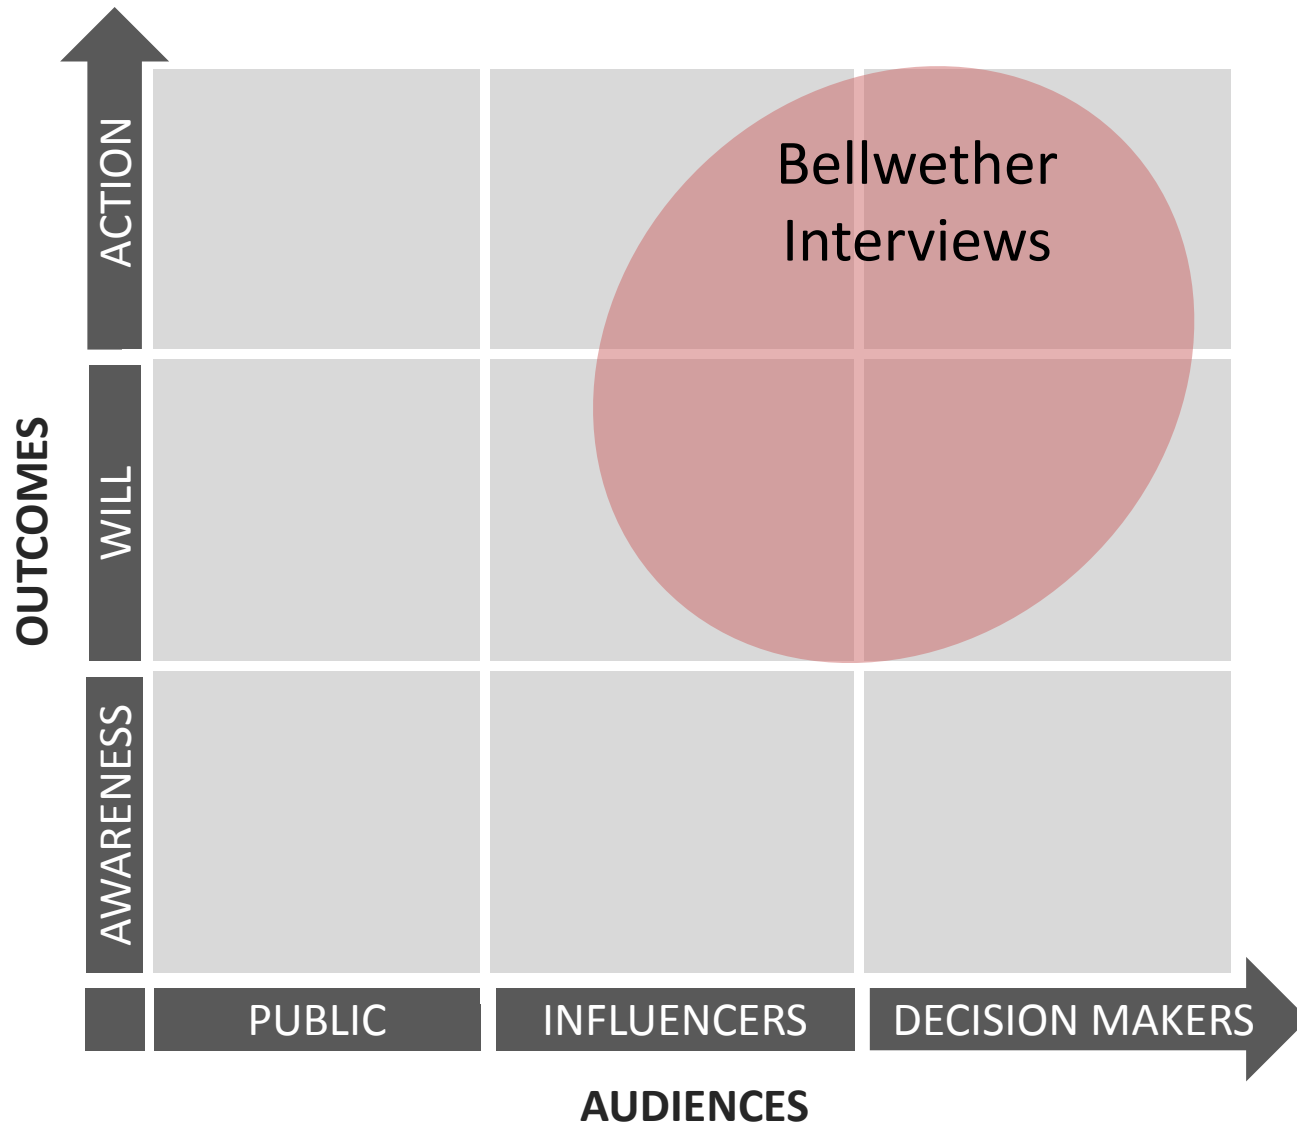 ACTION
Bellwether
Interviews
OUTCOMES
WILL
AWARENESS
PUBLIC
INFLUENCERS
DECISION MAKERS
AUDIENCES